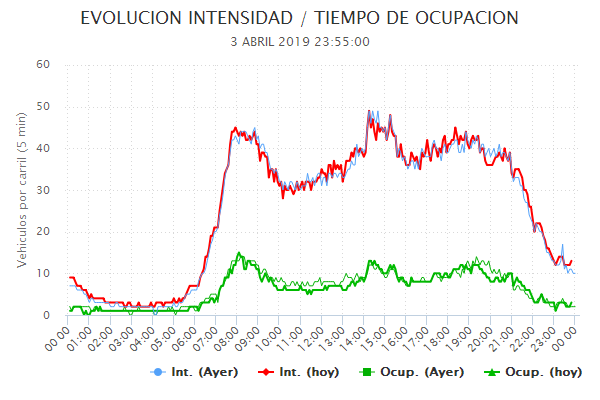 EVOLUCION INTENSIDAD / TIEMPO DE OCUPACION
3 ABRIL 2019 23:55:00
Vehiculos por carril (5 min)
60
50
40
30
20
10
0
00:00 01:00 02:00 03:00 04:00 05:00 06:00 07:00 08:00 09:00 10:00 11:00 12:00 13:00 14:00 15:00 16:00 17:00 18:00 19:00 20:00 21:00 22:00 23:00 00:00
Int. (Ayer) Int. (hoy) Ocup. (Ayer) Ocup. (hoy)